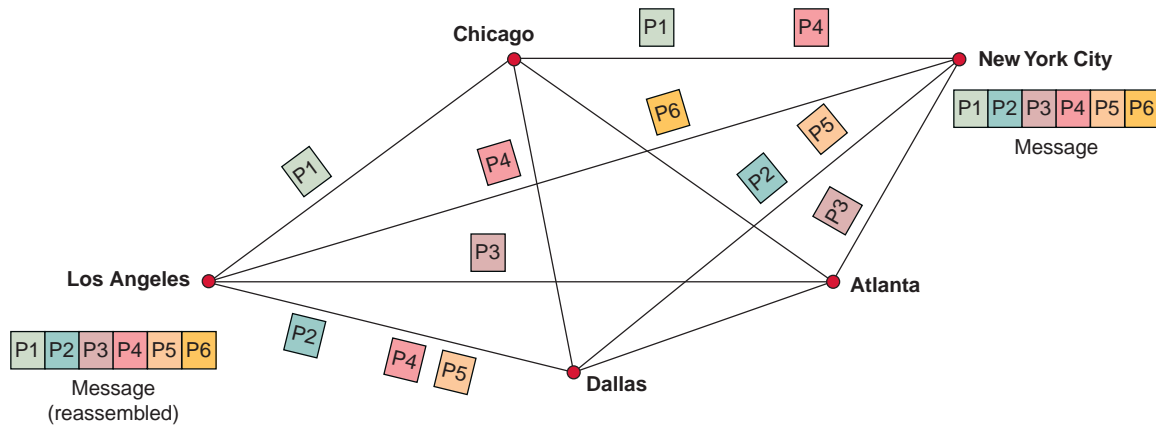 P1 P4
Chicago
New York City
P1 P2 P3 P4 P5 P6
Message
P6
P5
P4
P2
P1
P3
P3
Los Angeles
Atlanta
P2
P4
P5
Dallas
P1 P2 P3 P4 P5 P6
Message
(reassembled)